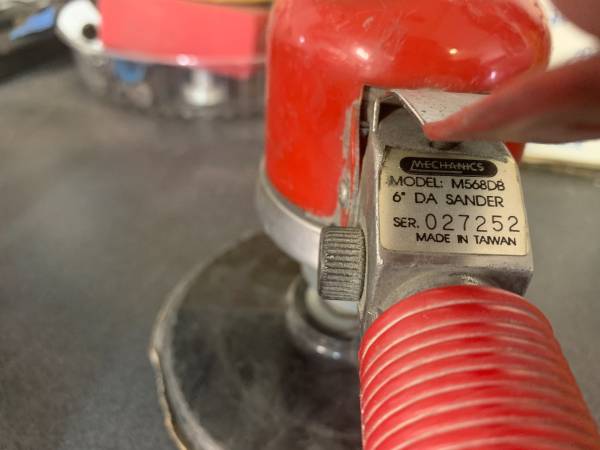 MECHANICS
MODEL: M568DB
6" DA SANDER
SER. 027252
MADE IN TAIWAN